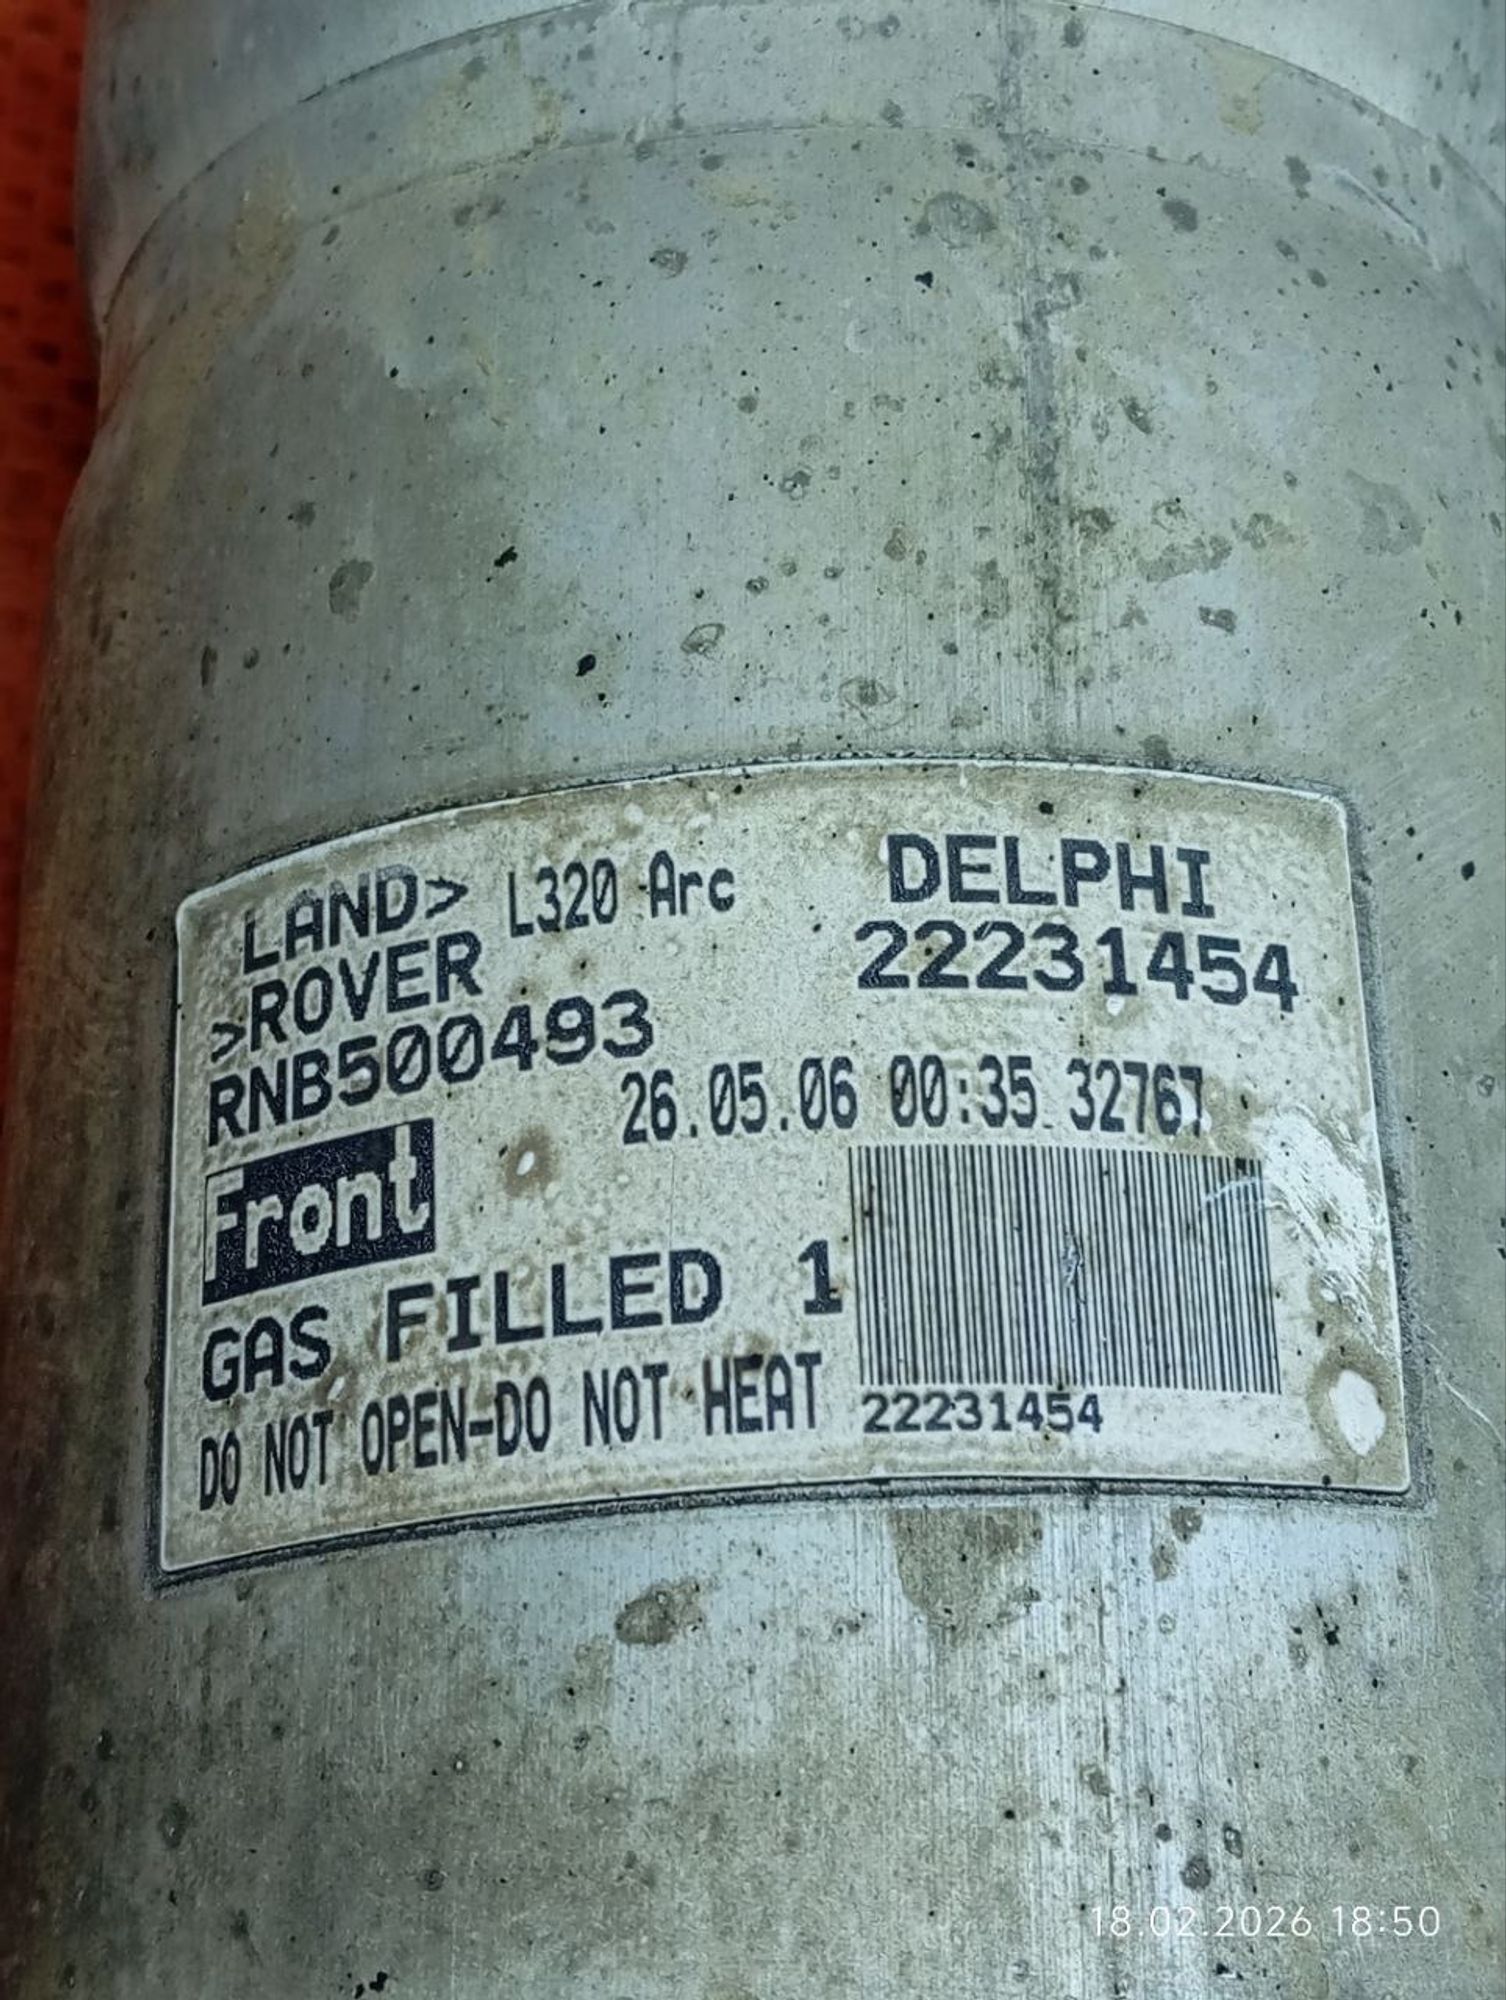 LAND> L320 Arc DELPHI
>ROVER 22231454
RNB500493
26.05.06 00:35 32767
Front
GAS FILLED 1
DO NOT OPEN-DO NOT HEAT 22231454
18.02.2026 18:50